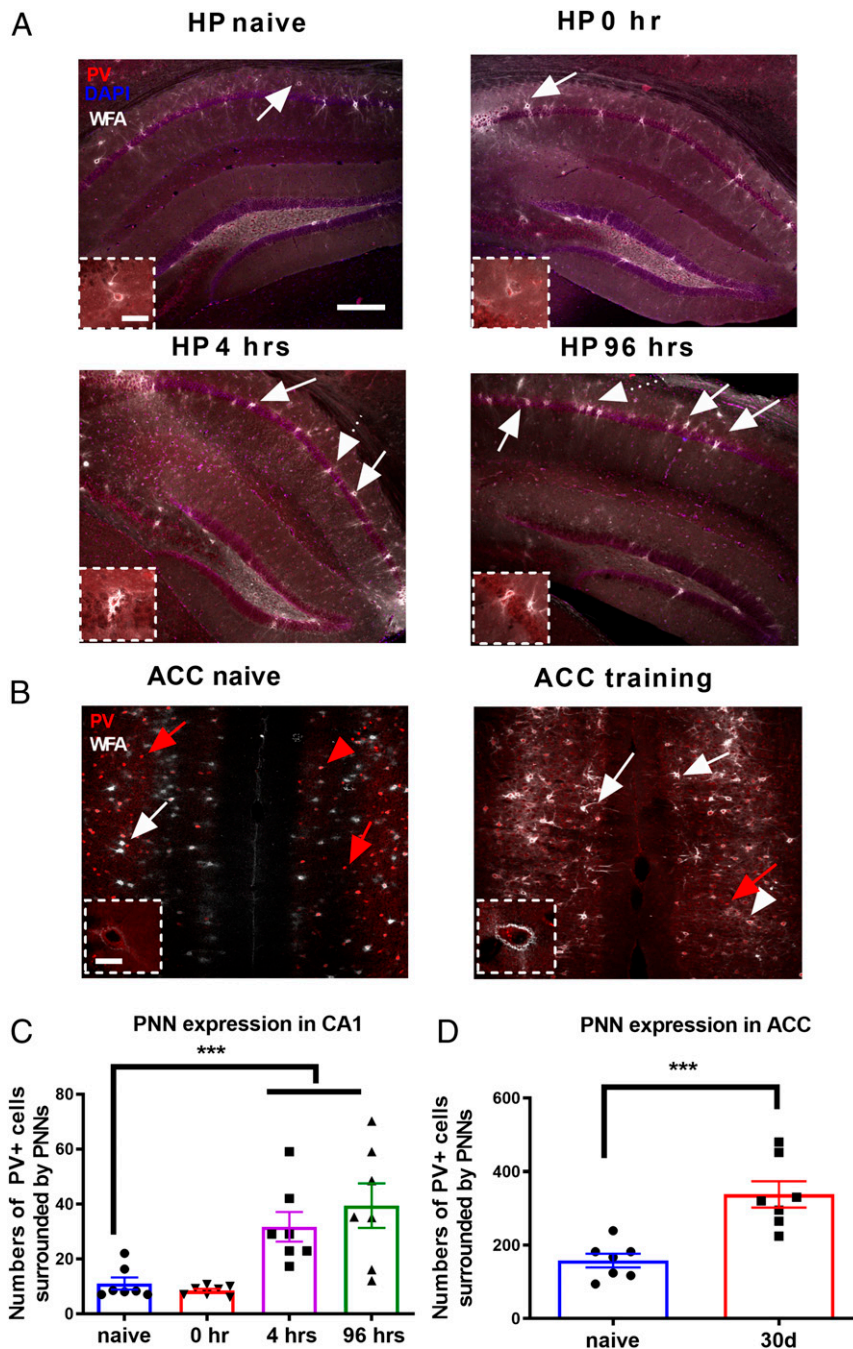 A
HP naive
HP 0 hr
PV
DAPI
WFA
HP 4 hrs
HP 96 hrs
B
ACC naive
ACC training
PV
WFA
C
PNN expression in CA1
***
Numbers of PV+ cells
surrounded by PNNs
80
60
40
20
0
naive
0 hr
4 hrs
96 hrs
D
PNN expression in ACC
***
Numbers of PV+ cells
surrounded by PNNs
600
400
200
0
naive
30d